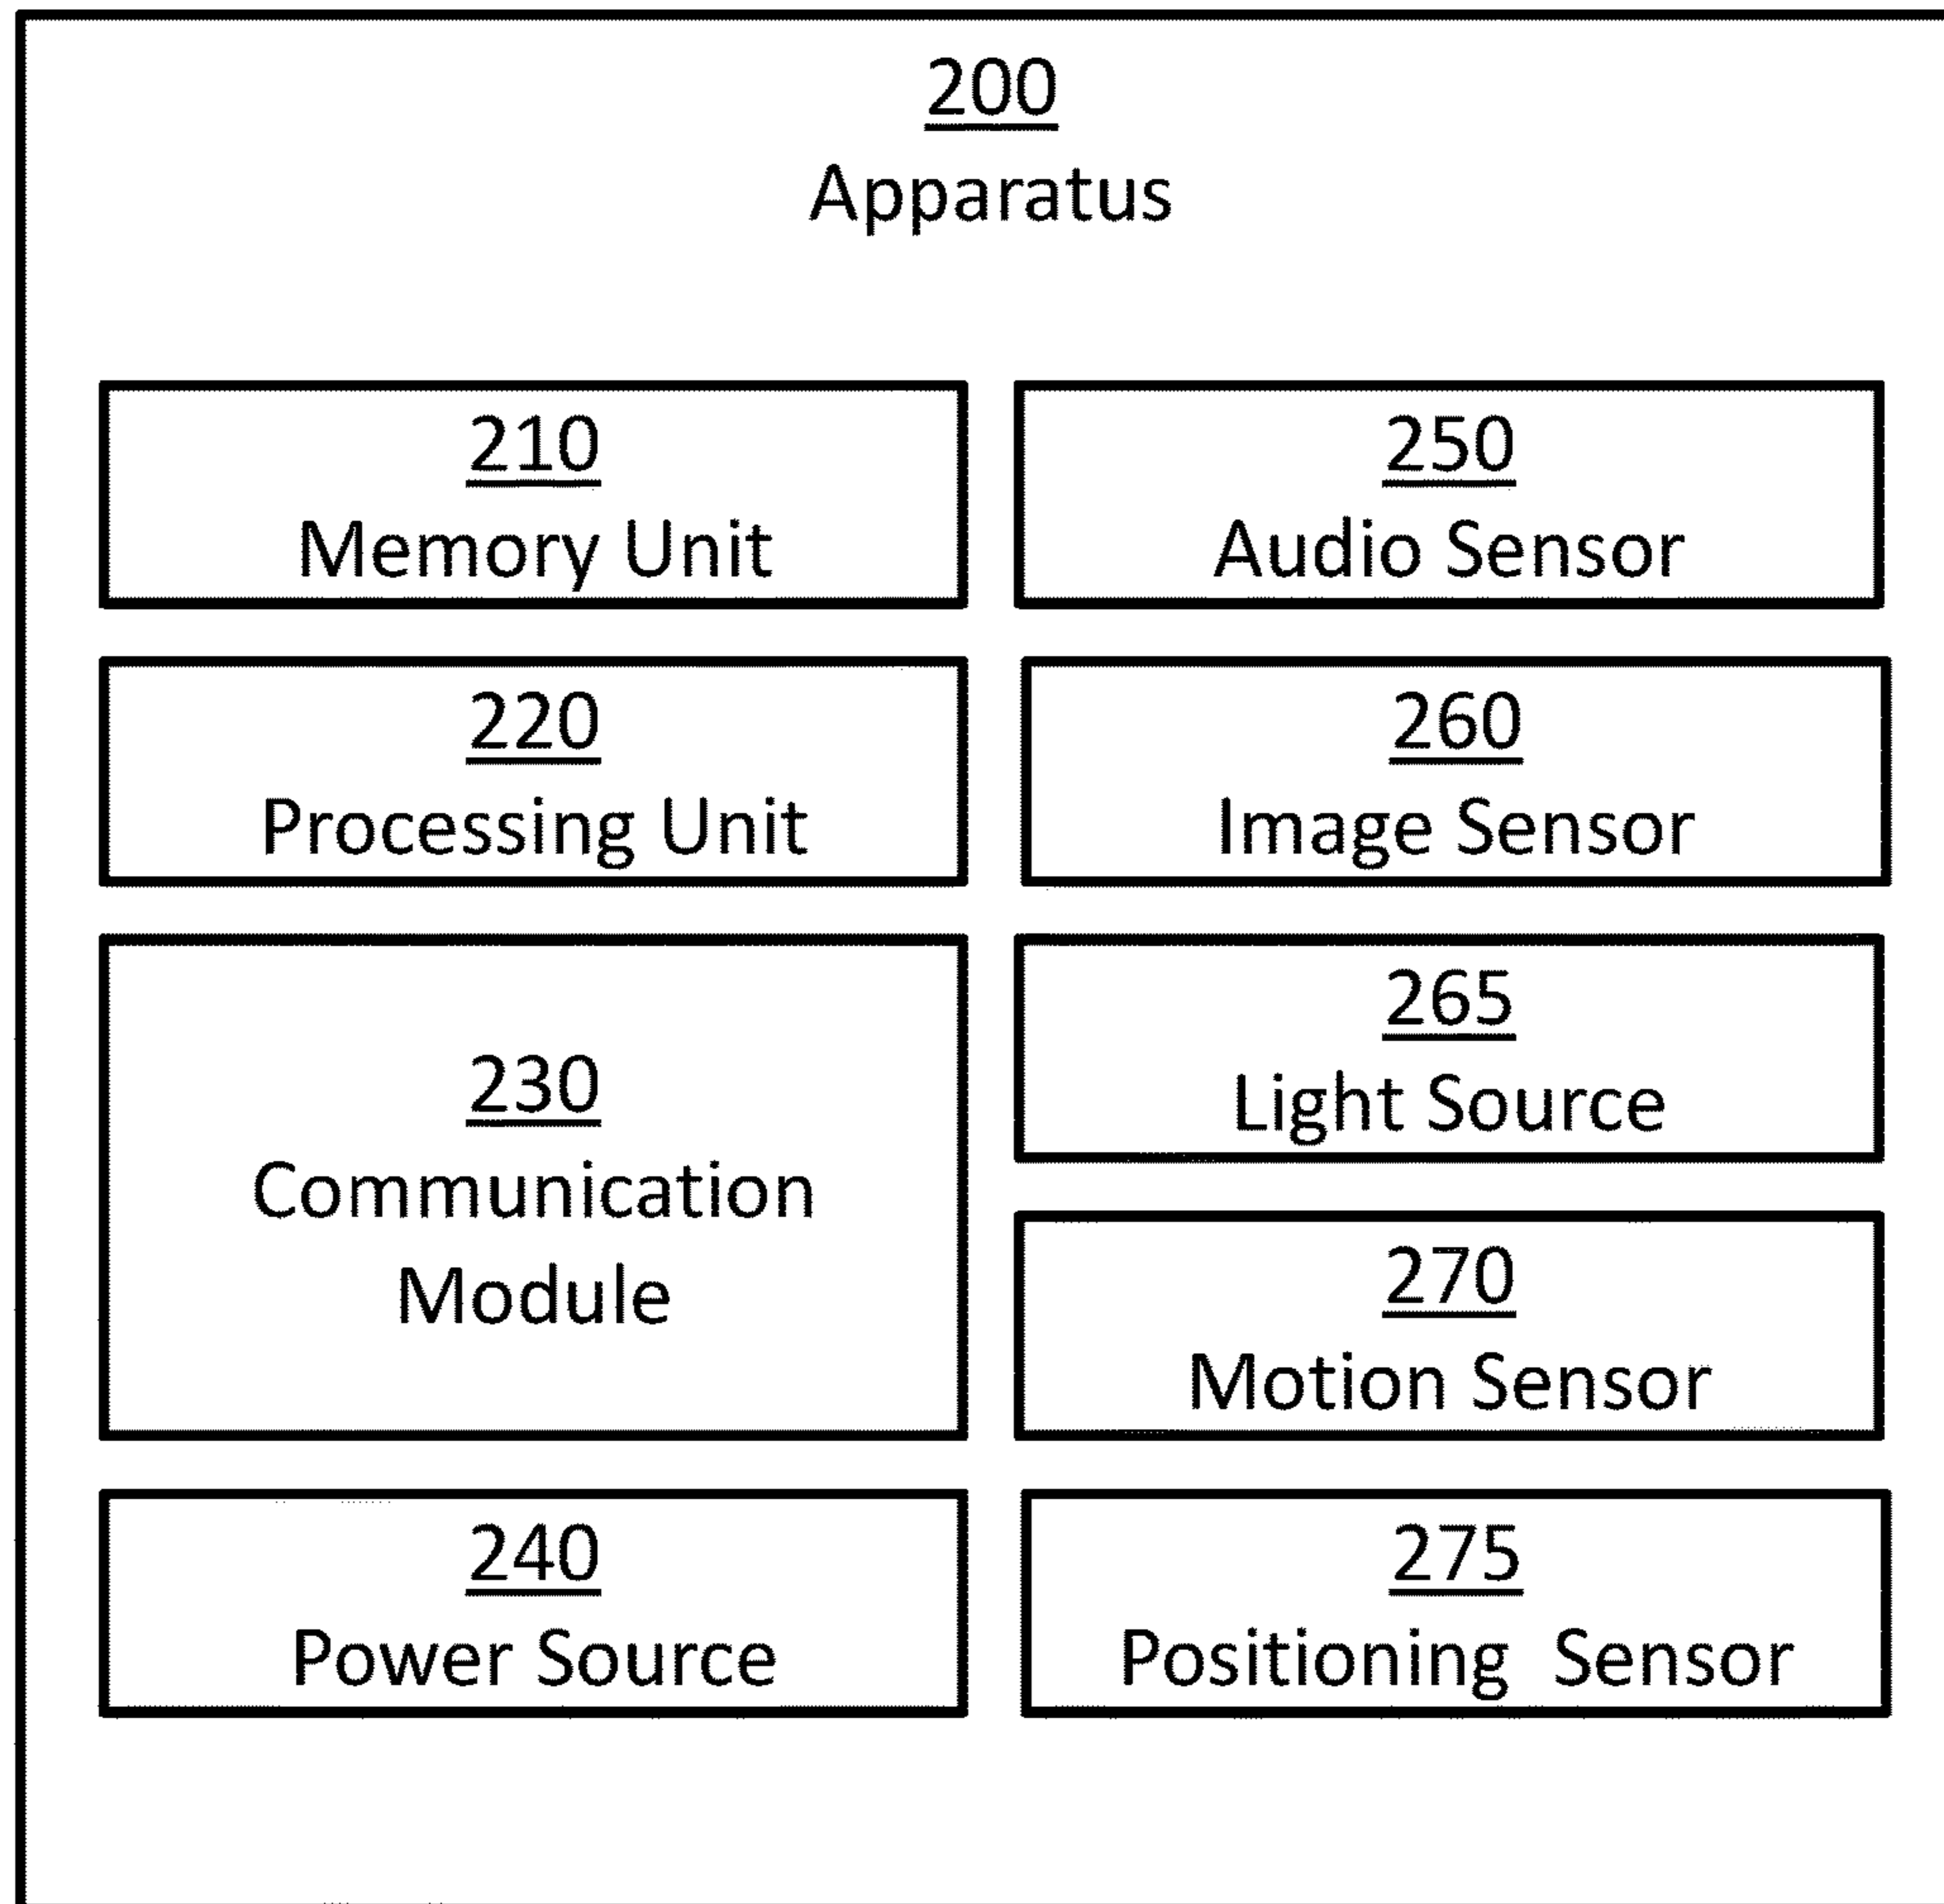 200
Apparatus
210
Memory Unit
220
Processing Unit
230
Communication
Module
240
Power Source
250
Audio Sensor
260
Image Sensor
265
Light Source
270
Motion Sensor
275
Positioning  Sensor